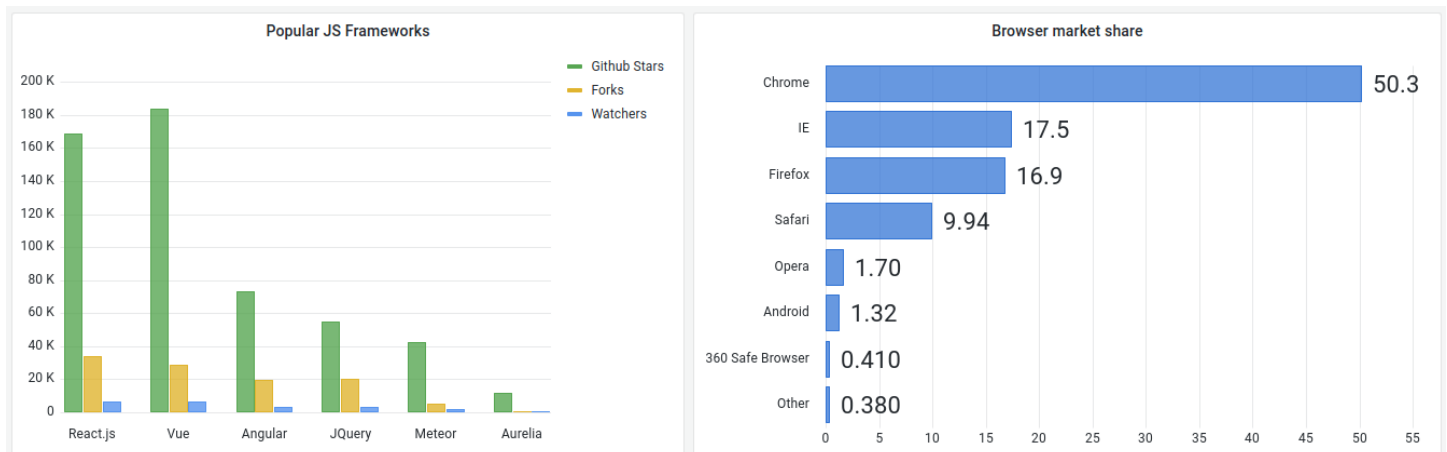 Popular JS Frameworks
Github Stars
Forks
Watchers
200 K
180 K
160 K
140 K
120 K
100 K
80 K
60 K
40 K
20 K
0
React.js Vue Angular JQuery Meteor Aurelia
Browser market share
Chrome 50.3
IE 17.5
Firefox 16.9
Safari 9.94
Opera 1.70
Android 1.32
360 Safe Browser 0.410
Other 0.380
0 5 10 15 20 25 30 35 40 45 50 55